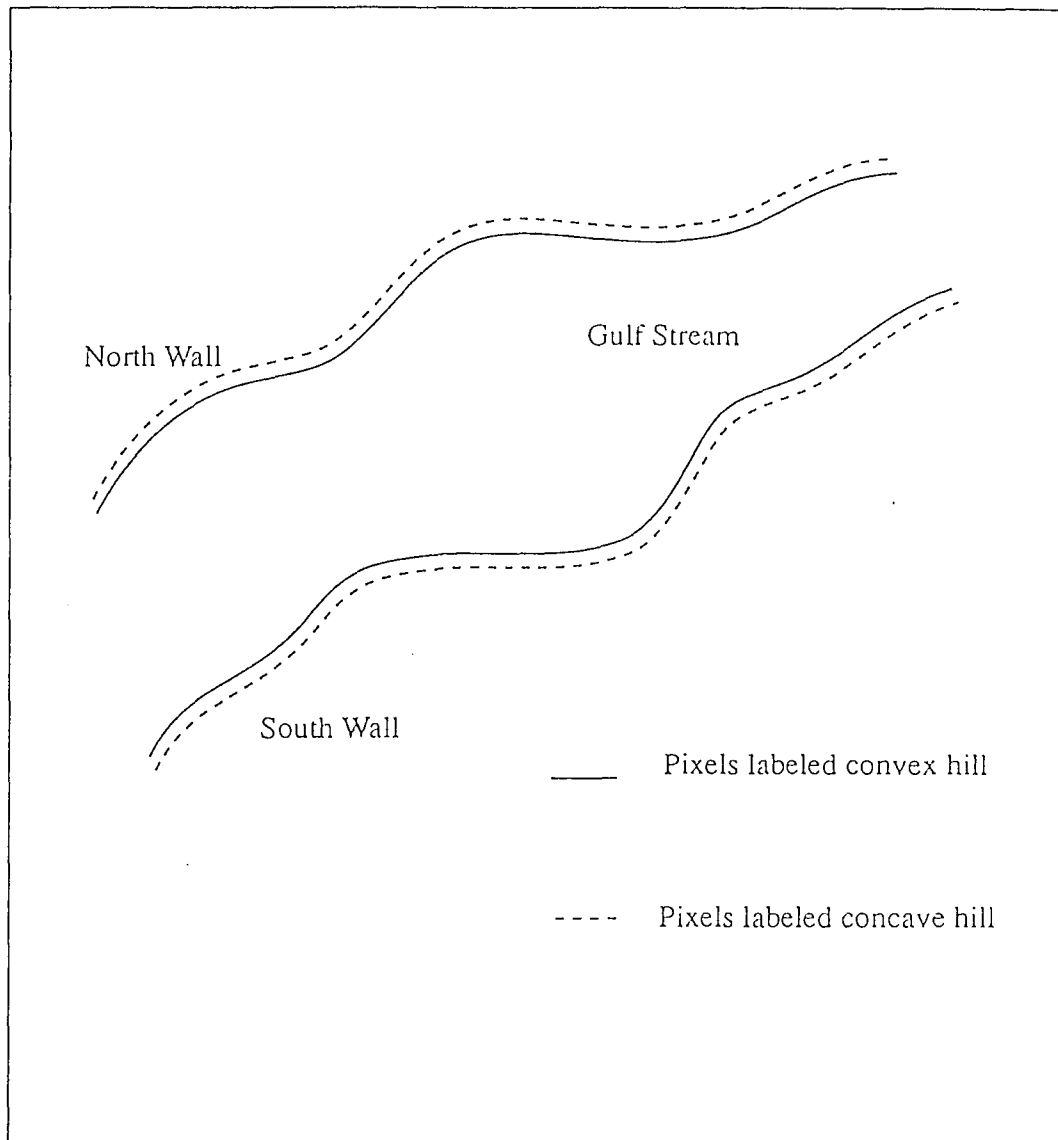 Gulf Stream
North Wall
South Wall
Pixels labeled convex hill
Pixels labeled concave hill